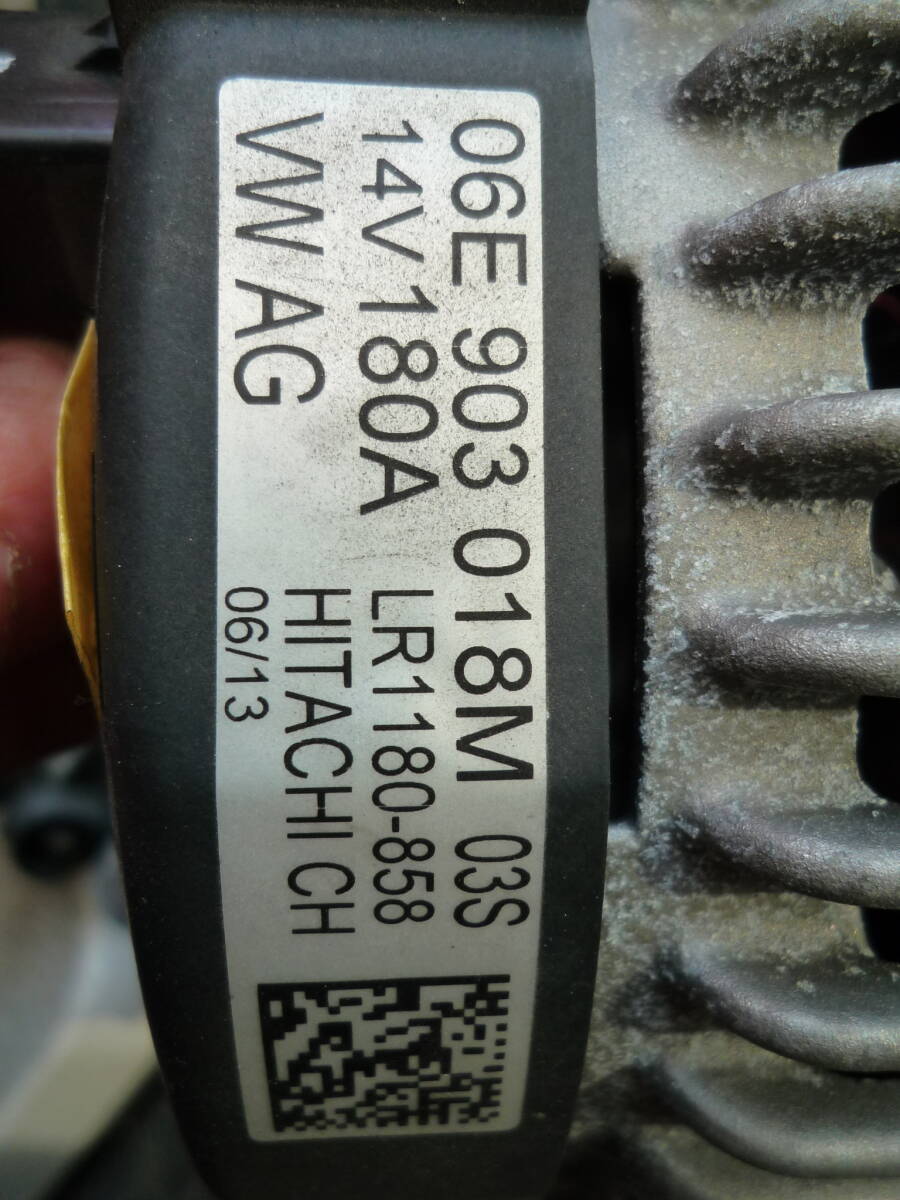 06E 903 018M 03S
14V 180A LR1180-858
VW AG HITACHI CH
06/13